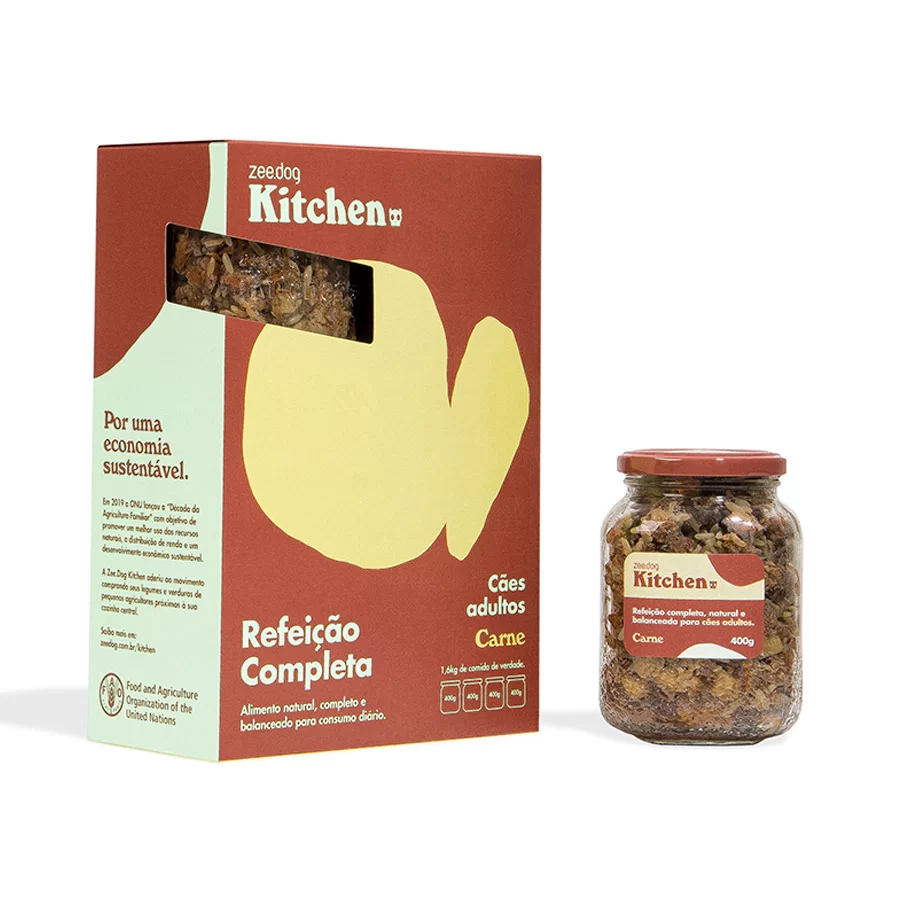 zee.dog
Kitchen
Por uma
economia
sustentável.
Em 2019 a ONU lançou a "Década da
Agricultura Familiar" com objetivo de
promover um melhor uso dos recursos
naturais, a distribuição de renda e um
desenvolvimento econômico sustentável.
A Zee.Dog Kitchen aderiu ao movimento
comprando seus legumes e verduras de
pequenos agricultores próximos à sua
cozinha central.
Saiba mais em:
zeedog.com.br/kitchen
FAO
Food and Agriculture
Organization of the
United Nations
Cães
adultos
Carne
1,6kg de comida de verdade.
400g 400g 400g 400g
Refeição
Completa
Alimento natural, completo e
balanceado para consumo diário.
zee.dog
Kitchen
Refeição completa, natural e
balanceada para cães adultos.
Carne 400g